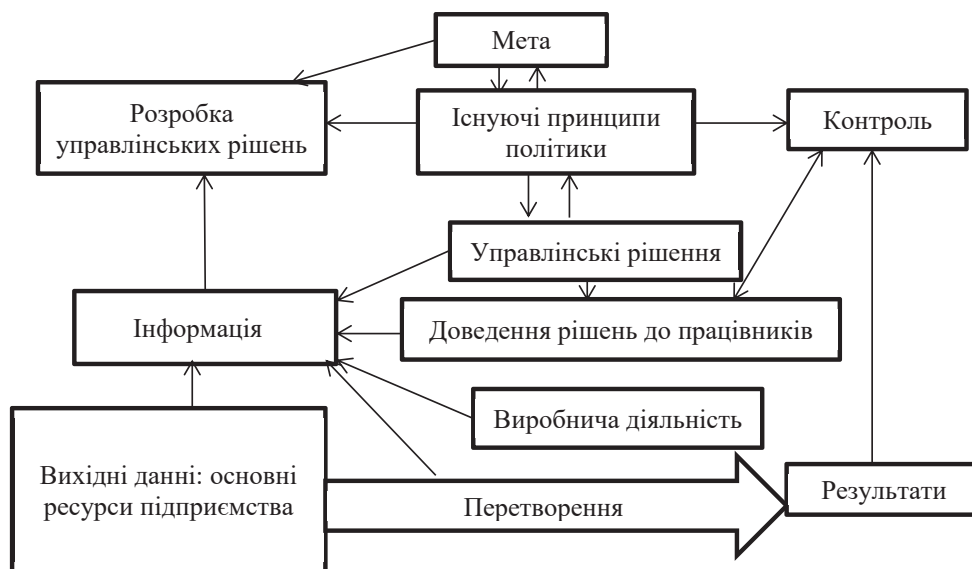 Мета
Розробка
управлінських рішень
Існуючі принципи
політики
Контроль
Управлінські рішення
Інформація
Доведення рішень до працівників
Виробнича діяльність
Вихідні данні: основні
ресурси підприємства
Перетворення
Результати